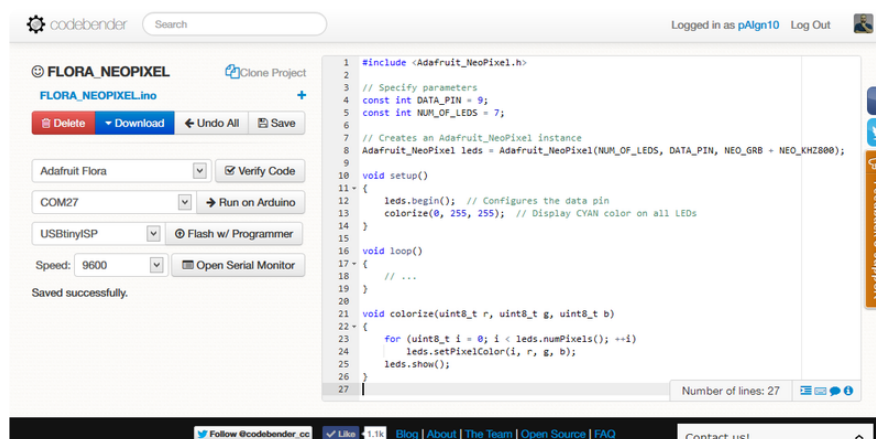 codebender
Search
Logged in as pAlgn10 Log Out
FLORA_NEOPIXEL
Clone Project
FLORA_NEOPIXEL.ino +
Delete
Download
Undo All
Save
Adafruit Flora
Verify Code
COM27
Run on Arduino
USBtinyISP
Flash w/ Programmer
Speed: 9600
Open Serial Monitor
Saved successfully.
1 #include <Adafruit_NeoPixel.h>
2
3 // Specify parameters
4 const int DATA_PIN = 9;
5 const int NUM_OF_LEDS = 7;
6
7 // Creates an Adafruit_NeoPixel instance
8 Adafruit_NeoPixel leds = Adafruit_NeoPixel(NUM_OF_LEDS, DATA_PIN, NEO_GRB + NEO_KHZ800);
9
10 void setup()
11 {
12 leds.begin(); // Configures the data pin
13 colorize(0, 255, 255); // Display CYAN color on all LEDs
14 }
15
16 void loop()
17 {
18 // ...
19 }
20
21 void colorize(uint8_t r, uint8_t g, uint8_t b)
22 {
23 for (uint8_t i = 0; i < leds.numPixels(); ++i)
24 leds.setPixelColor(i, r, g, b);
25 leds.show();
26 }
27
Number of lines: 27
Follow @codebender_cc
Like 1.1k
Blog | About | The Team | Open Source | FAQ
Contact us!